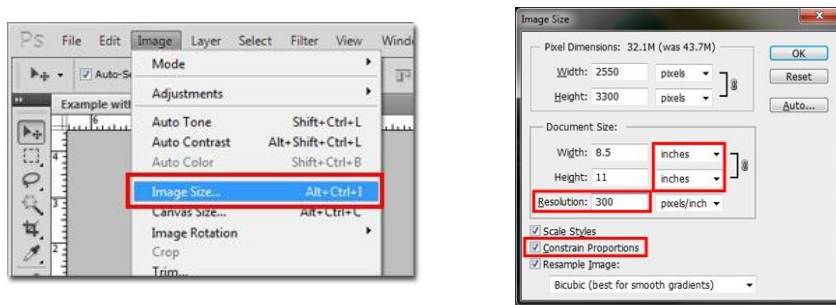 Ps File Edit Image Layer Select Filter View
Auto-S
Mode
Adjustments
Example with
6
Auto Tone Shift+Ctrl+L
Auto Contrast Alt+Shift+Ctrl+L
Auto Color Shift+Ctrl+B
4
Image Size... Alt+Ctrl+I
3
Canvas Size... Alt+Ctrl+C
Image Rotation
2
Crop
Trim...
Image Size
Pixel Dimensions: 32.1M (was 43.7M)
OK
Width: 2550 pixels
Reset
Height: 3300 pixels
Auto...
Document Size:
Width: 8.5 inches
Height: 11 inches
Resolution: 300 pixels/inch
Scale Styles
Constrain Proportions
Resample Image:
Bicubic (best for smooth gradients)